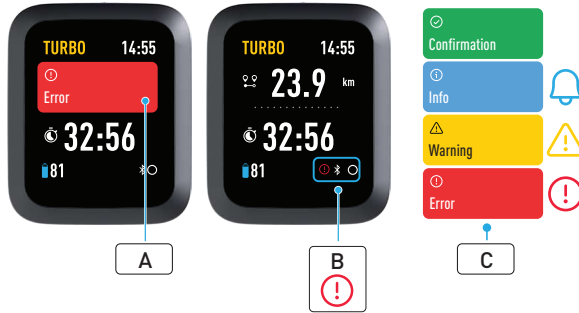 TURBO 14:55
Error
32:56
81
A
TURBO 14:55
23.9 km
32:56
81
B
Confirmation
Info
Warning
Error
C